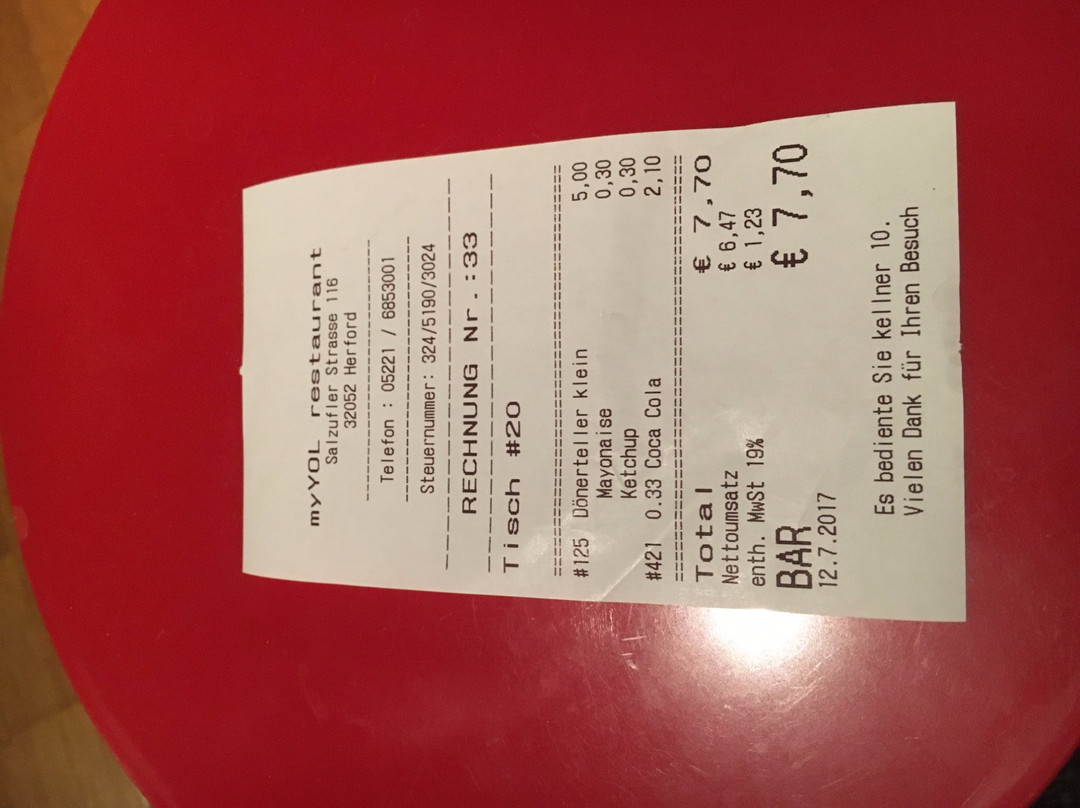 myYOL restaurant
Salzufler Strasse 116
32052 Herford
Telefon : 05221 / 6853001
Steuernummer: 324/5190/3024
RECHNUNG Nr.:33
Tisch #20
#125 Dönerteller klein 5,00
Mayonaise 0,30
Ketchup 0,30
#421 0.33 Coca Cola 2,10
Total € 7,70
Nettoumsatz € 6,47
enth. MwSt 19% € 1,23
BAR € 7,70
12.7.2017
Es bediente Sie kellner 10.
Vielen Dank für Ihren Besuch